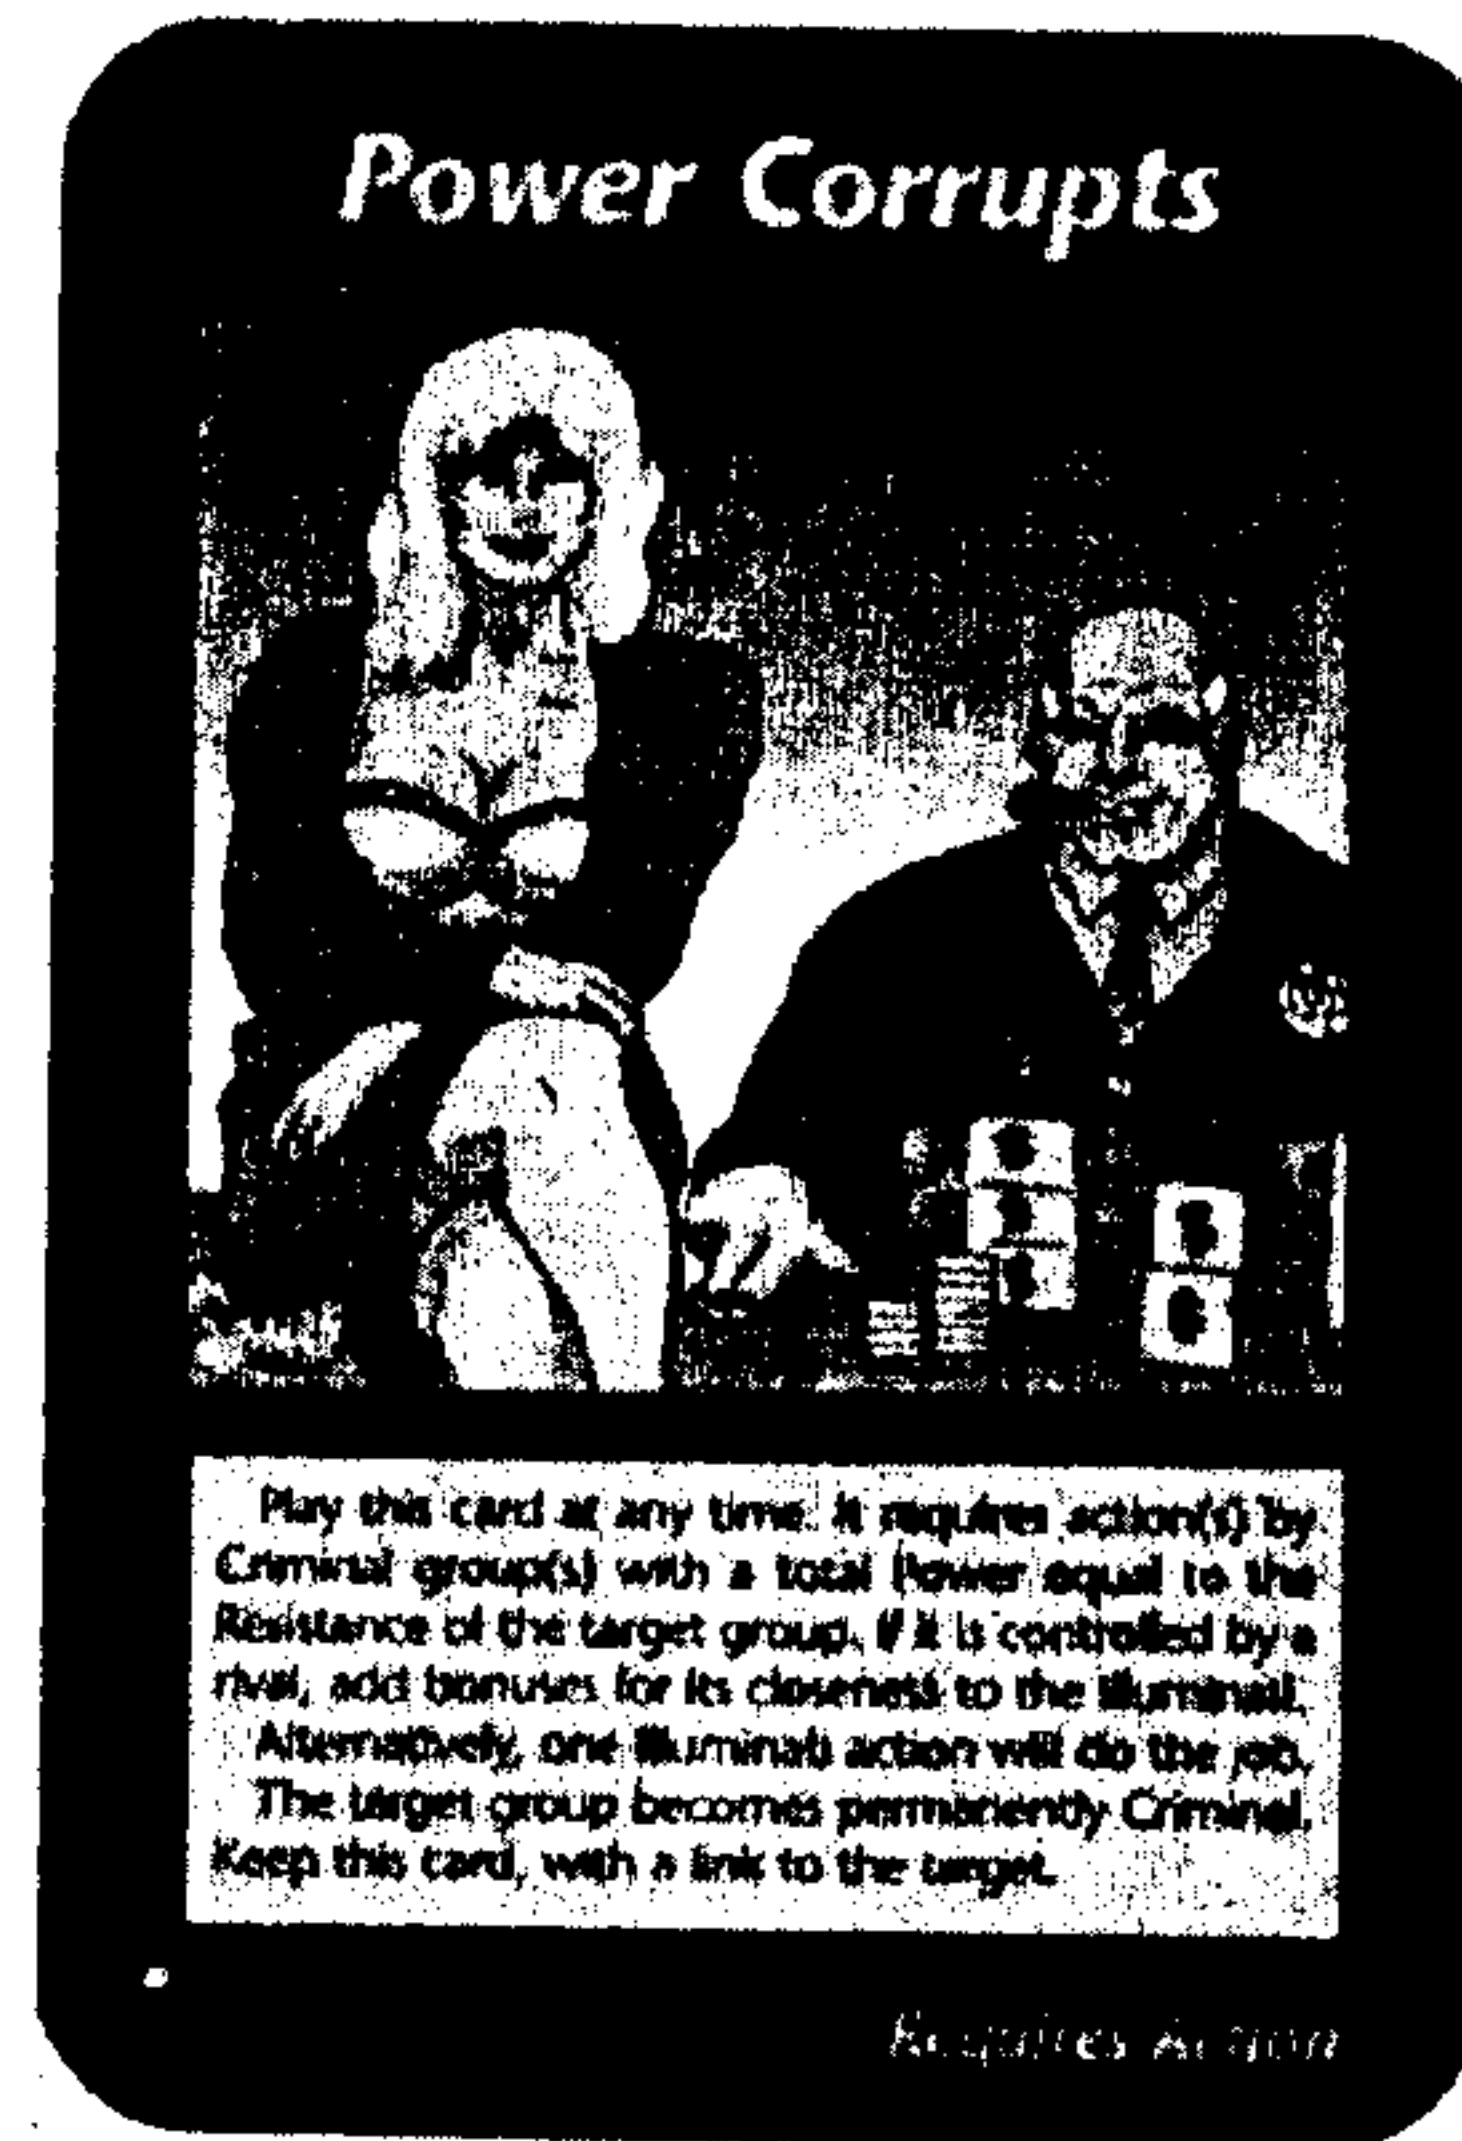 Power Corrupts
Play this card at any time. It requires action(s) by
Criminal group(s) with a total Power equal to the
Resistance of the target group. If it is controlled by a
rival, add bonuses for its closeness to the Illuminati.
Alternatively, one Illuminati action will do the job.
The target group becomes permanently Criminal.
Keep this card, with a link to the target.
Requires Action